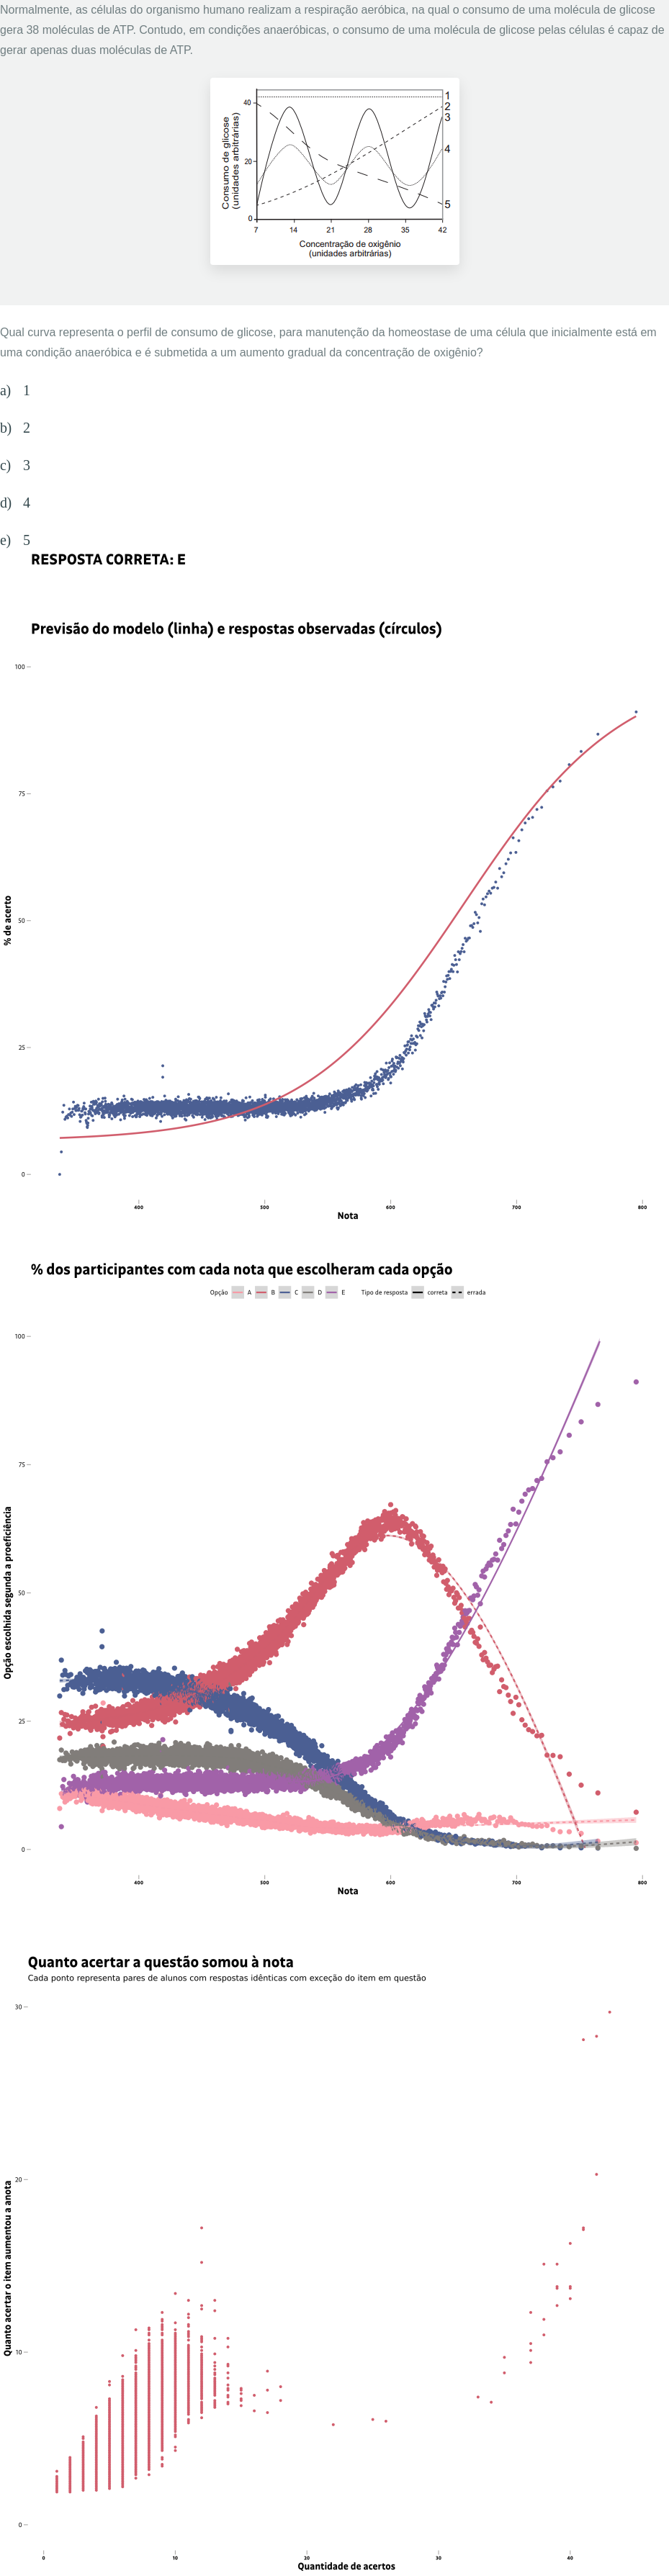 Normalmente, as células do organismo humano realizam a respiração aeróbica, na qual o consumo de uma molécula de glicose
gera 38 moléculas de ATP. Contudo, em condições anaeróbicas, o consumo de uma molécula de glicose pelas células é capaz de
gerar apenas duas moléculas de ATP.
Consumo de glicose
(unidades arbitrárias)
40
20
0
1
2
3
4
5
7 14 21 28 35 42
Concentração de oxigênio
(unidades arbitrárias)
Qual curva representa o perfil de consumo de glicose, para manutenção da homeostase de uma célula que inicialmente está em
uma condição anaeróbica e é submetida a um aumento gradual da concentração de oxigênio?
a) 1
b) 2
c) 3
d) 4
e) 5
RESPOSTA CORRETA: E
Previsão do modelo (linha) e respostas observadas (círculos)
% de acerto
100
75
50
25
0
400 500 600 700 800
Nota
% dos participantes com cada nota que escolheram cada opção
Opção A B C D E Tipo de resposta correta errada
Opção escolhida segunda a proeficiência
100
75
50
25
0
400 500 600 700 800
Nota
Quanto acertar a questão somou à nota
Cada ponto representa pares de alunos com respostas idênticas com exceção do item em questão
Quanto acertar o item aumentou a anota
30
20
10
0
0 10 20 30 40
Quantidade de acertos